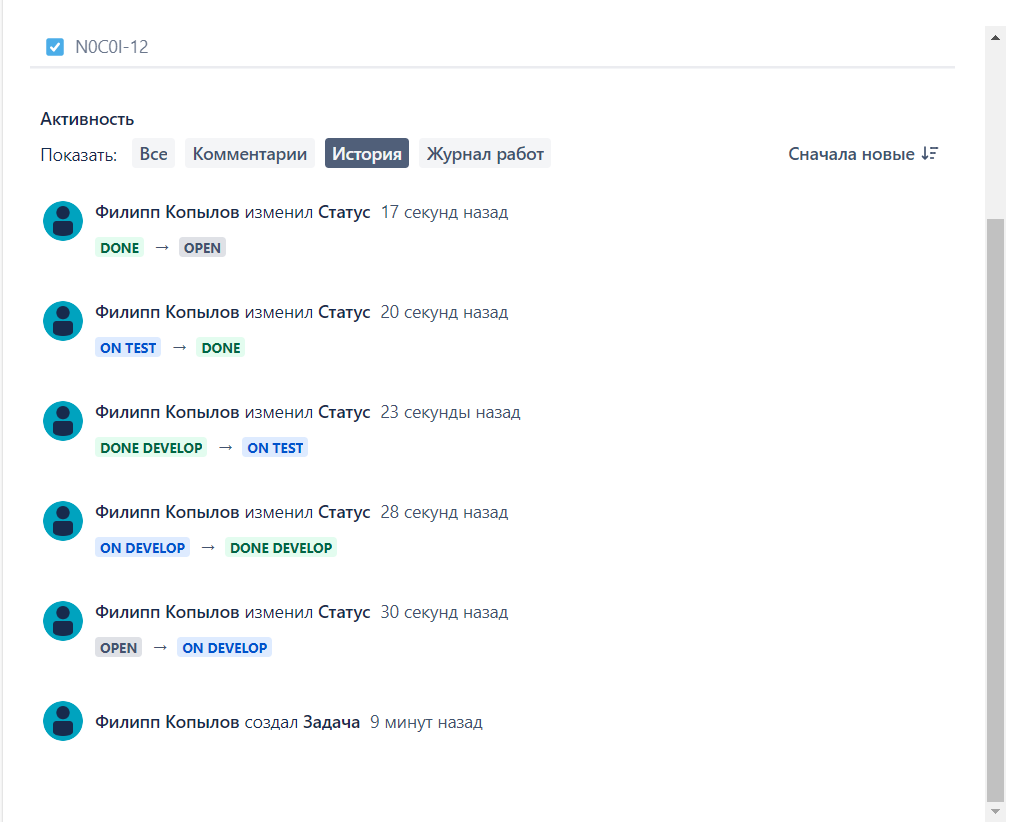 N0C0I-12
Активность
Показать: Все Комментарии История Журнал работ Сначала новые
Филипп Копылов изменил Статус 17 секунд назад
DONE → OPEN
Филипп Копылов изменил Статус 20 секунд назад
ON TEST → DONE
Филипп Копылов изменил Статус 23 секунды назад
DONE DEVELOP → ON TEST
Филипп Копылов изменил Статус 28 секунд назад
ON DEVELOP → DONE DEVELOP
Филипп Копылов изменил Статус 30 секунд назад
OPEN → ON DEVELOP
Филипп Копылов создал Задача 9 минут назад